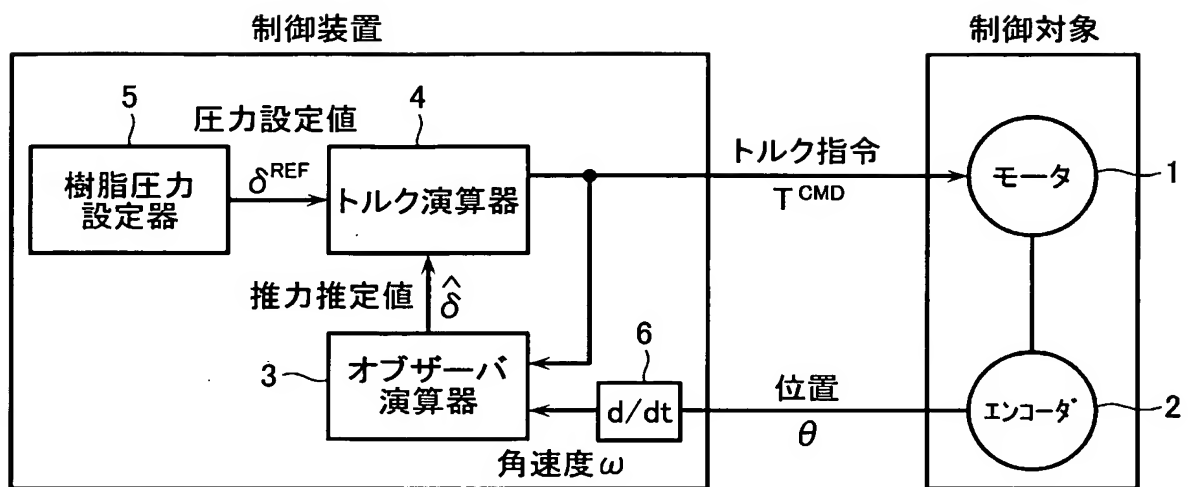 制御装置
制御対象
5
圧力設定値
4
樹脂圧力
設定器
δREF
トルク演算器
トルク指令
TCMD
モータ
1
推力推定値
δ̂
3
オブザーバ
演算器
6
d/dt
位置
θ
エンコーダ
2
角速度ω